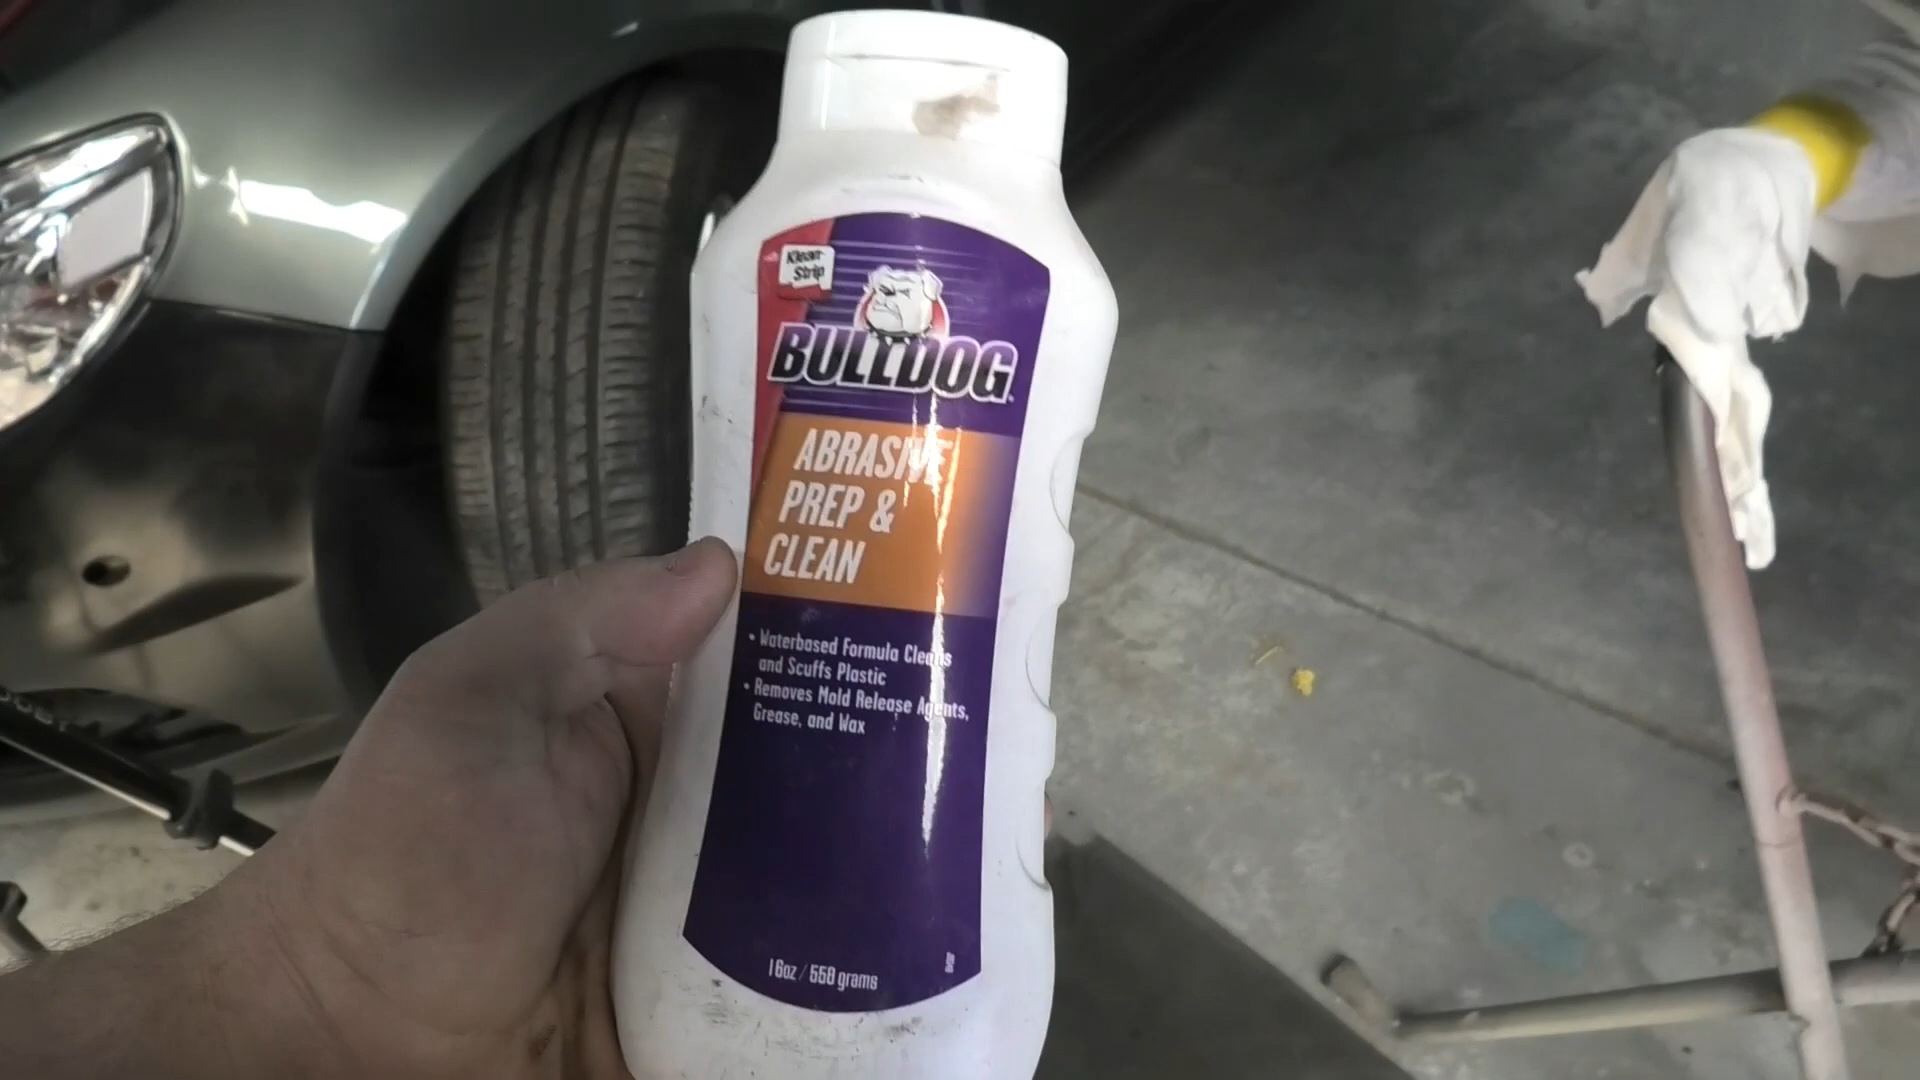 Klean
Strip
BULLDOG
ABRASIVE
PREP &
CLEAN
• Waterbased Formula Cleans
and Scuffs Plastic
• Removes Mold Release Agents,
Grease, and Wax
16oz / 558 grams